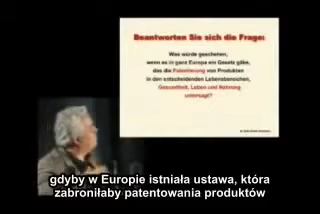 Beantworten Sie sich die Frage:
Was würde geschehen,
wenn es in ganz Europa ein Gesetz gäbe,
das die Patentierung von Produkten
in den entscheidenden Lebensbereichen,
Gesundheit, Leben und Nahrung
untersagt?
gdyby w Europie istniała ustawa, która
zabroniłaby patentowania produktów